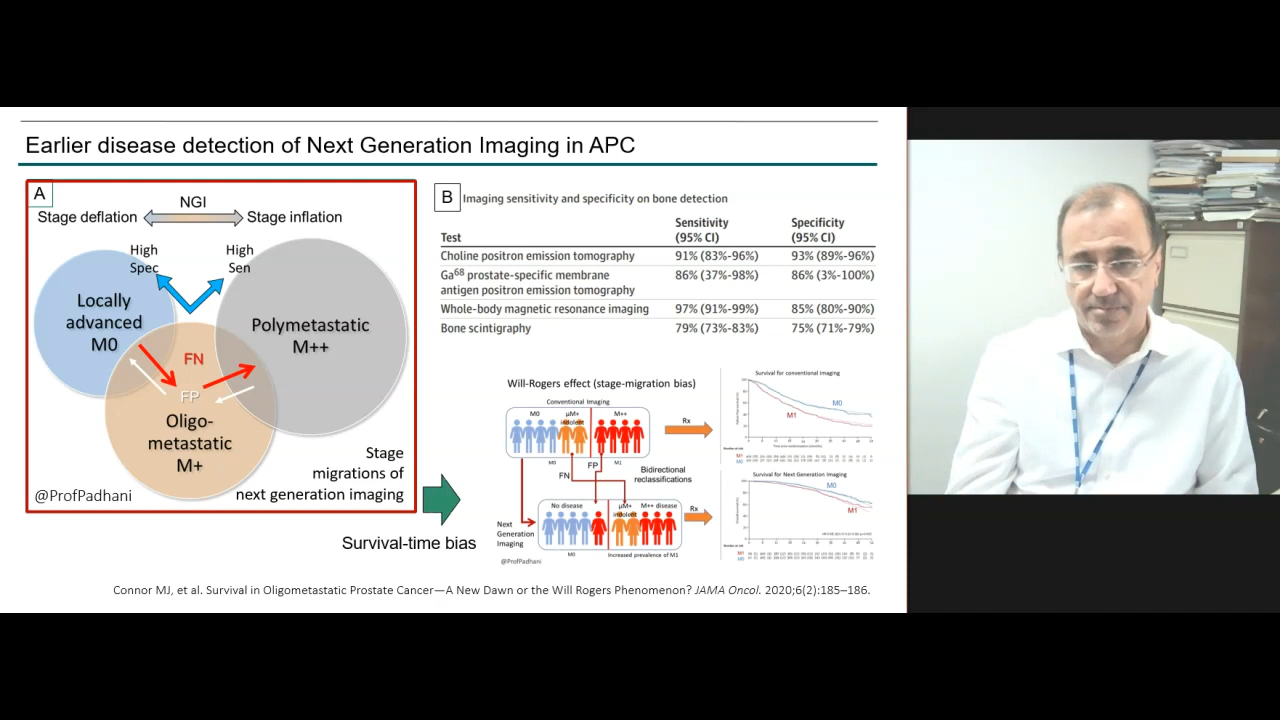 Earlier disease detection of Next Generation Imaging in APC
A
NGI
Stage deflation
Stage inflation
High
Spec
High
Sen
Locally
advanced
M0
Polymetastatic
M++
FN
FP
Oligo-
metastatic
M+
Stage
migrations of
next generation imaging
@ProfPadhani
Survival-time bias
B
Imaging sensitivity and specificity on bone detection
Test Sensitivity (95% CI) Specificity (95% CI)
Choline positron emission tomography 91% (83%-96%) 93% (89%-96%)
Ga68 prostate-specific membrane
antigen positron emission tomography 86% (37%-98%) 86% (3%-100%)
Whole-body magnetic resonance imaging 97% (91%-99%) 85% (80%-90%)
Bone scintigraphy 79% (73%-83%) 75% (71%-79%)
Will-Rogers effect (stage-migration bias)
Conventional Imaging
M0
µM+
indolent
M++
M0
M1
Rx
FN
FP
Bidirectional
reclassifications
No disease
µM+
indolent
M++ disease
Next
Generation
Imaging
M0
Increased prevalence of M1
Rx
@ProfPadhani
Survival for conventional imaging
M0
M1
Survival for Next Generation Imaging
M0
M1
Connor MJ, et al. Survival in Oligometastatic Prostate Cancer—A New Dawn or the Will Rogers Phenomenon? JAMA Oncol. 2020;6(2):185–186.